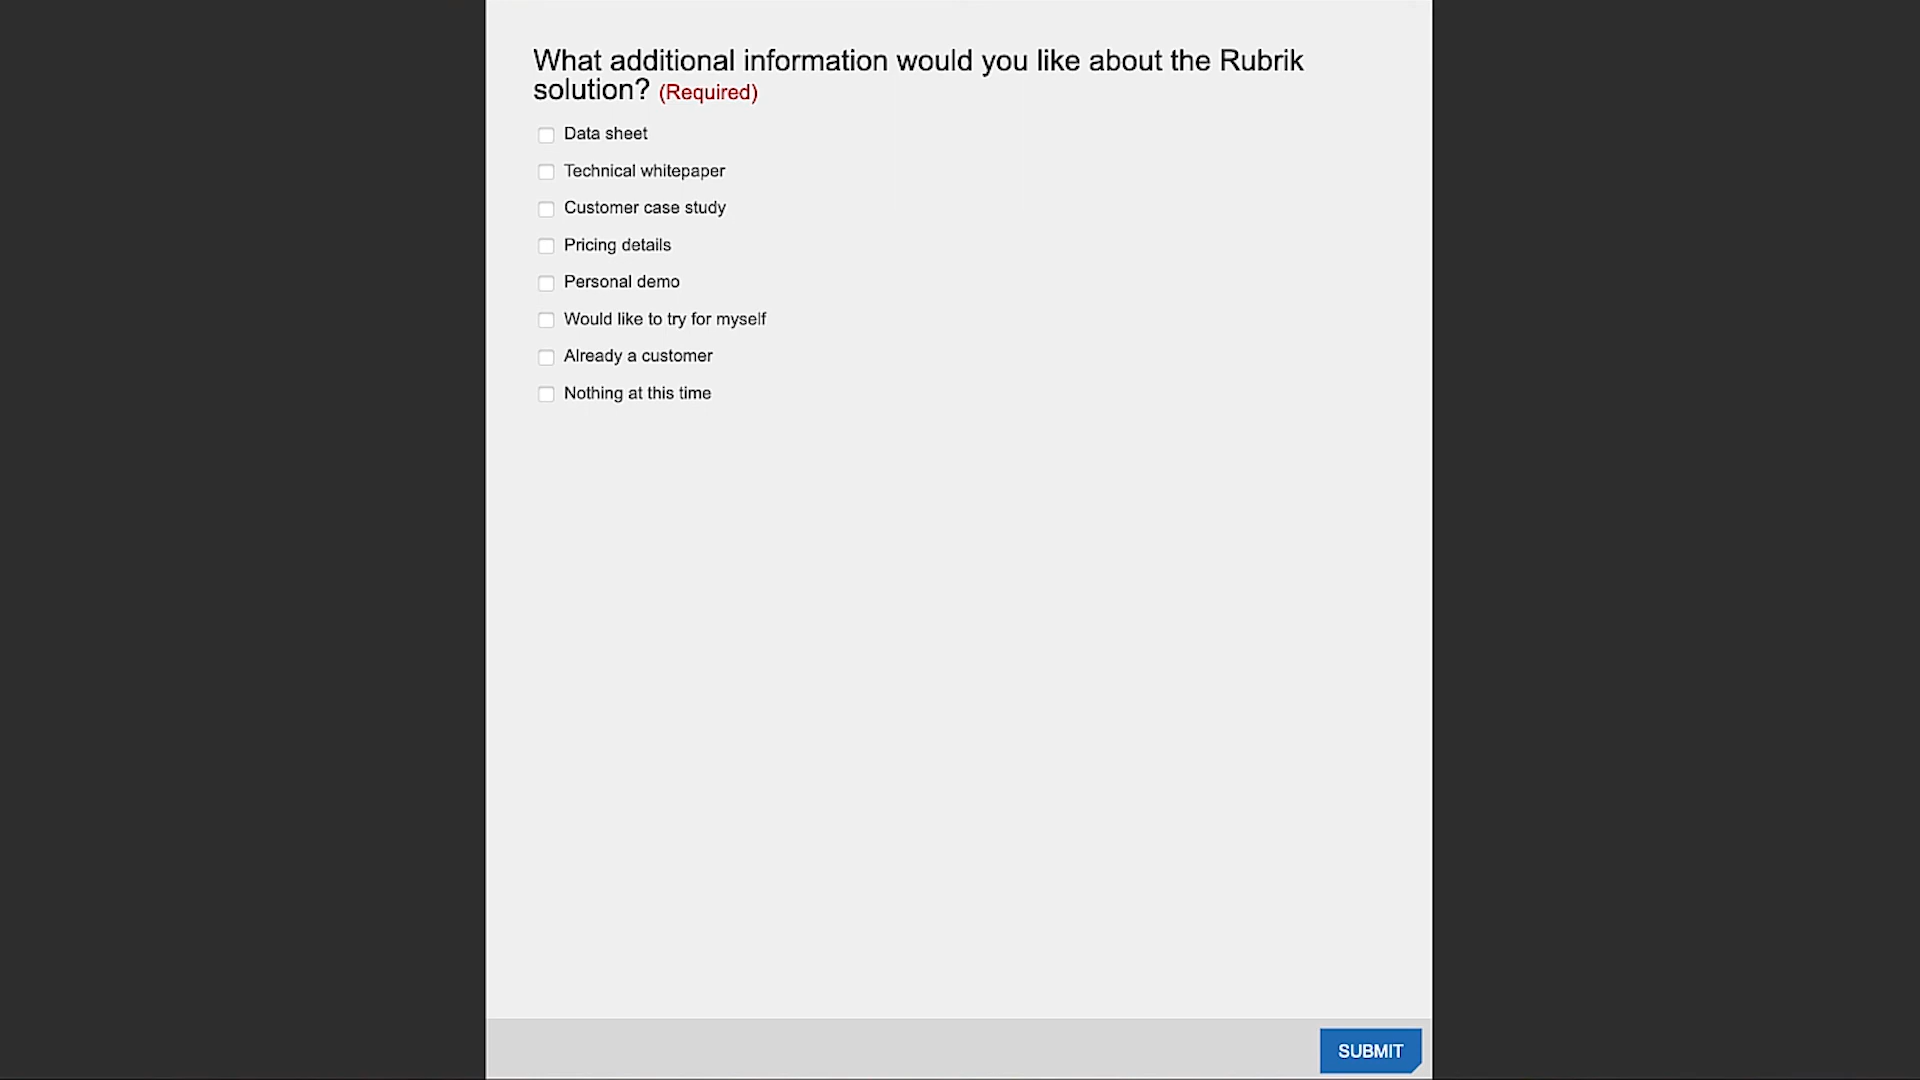 What additional information would you like about the Rubrik
solution? (Required)
Data sheet
Technical whitepaper
Customer case study
Pricing details
Personal demo
Would like to try for myself
Already a customer
Nothing at this time
SUBMIT